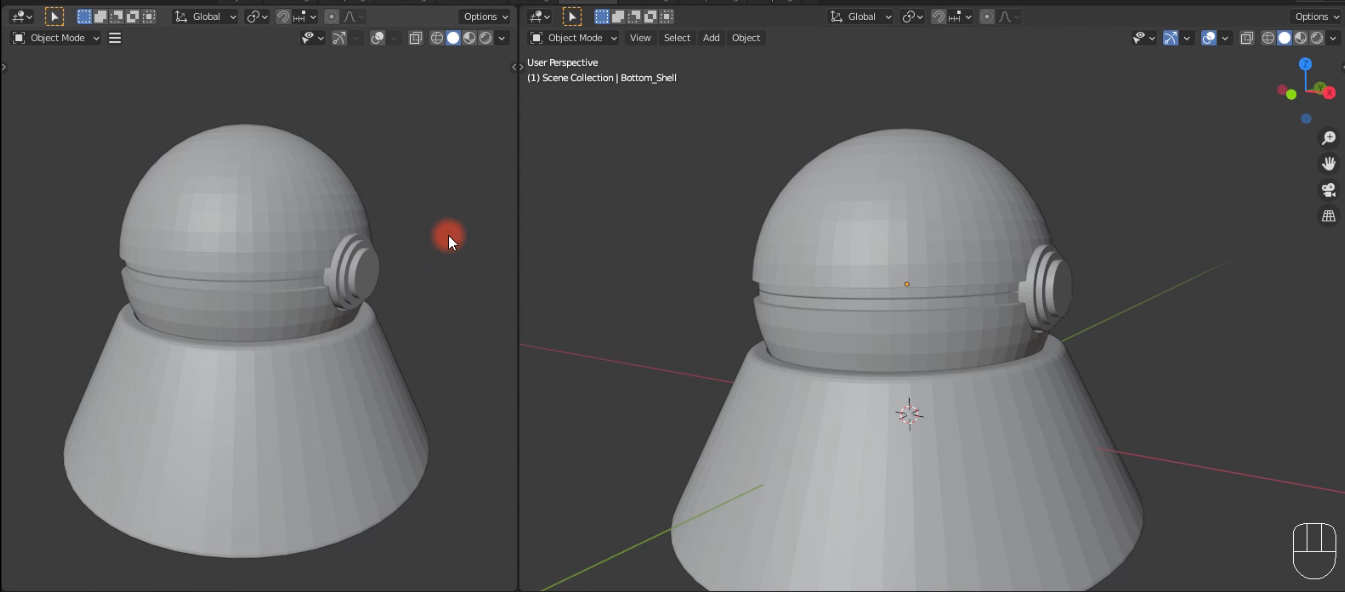 Global
Options
Global
Options
Object Mode
Object Mode
View
Select
Add
Object
User Perspective
(1) Scene Collection | Bottom_Shell
Z
Y
X